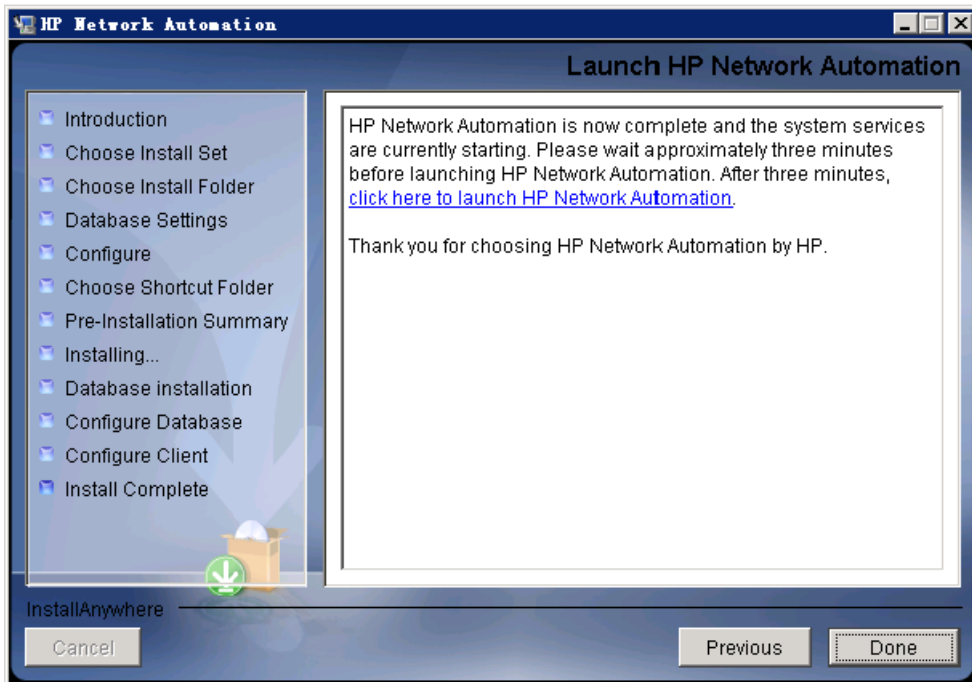 HP Network Automation
Launch HP Network Automation
Introduction
Choose Install Set
Choose Install Folder
Database Settings
Configure
Choose Shortcut Folder
Pre-Installation Summary
Installing...
Database installation
Configure Database
Configure Client
Install Complete
HP Network Automation is now complete and the system services
are currently starting. Please wait approximately three minutes
before launching HP Network Automation. After three minutes,
click here to launch HP Network Automation.
Thank you for choosing HP Network Automation by HP.
InstallAnywhere
Cancel
Previous
Done